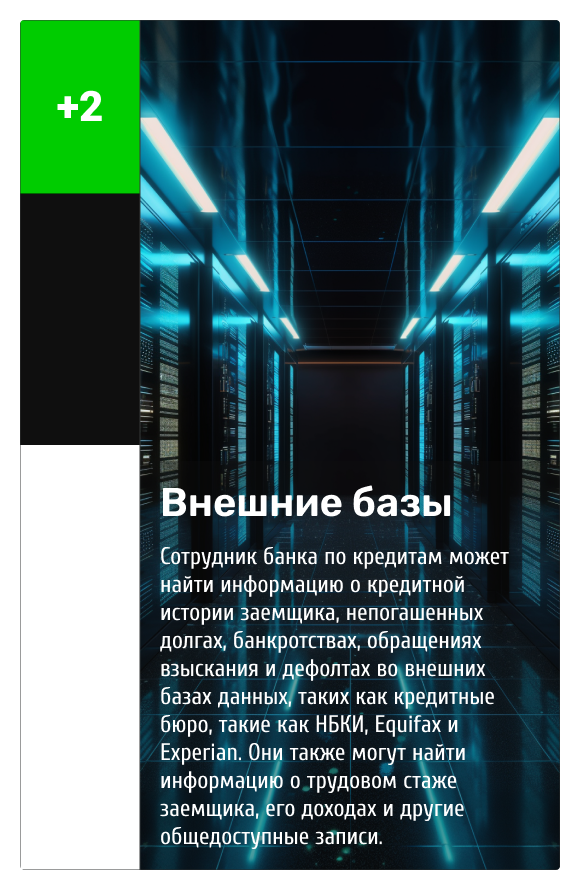 +2
Внешние базы
Сотрудник банка по кредитам может
найти информацию о кредитной
истории заемщика, непогашенных
долгах, банкротствах, обращениях
взыскания и дефолтах во внешних
базах данных, таких как кредитные
бюро, такие как НБКИ, Equifax и
Experian. Они также могут найти
информацию о трудовом стаже
заемщика, его доходах и другие
общедоступные записи.